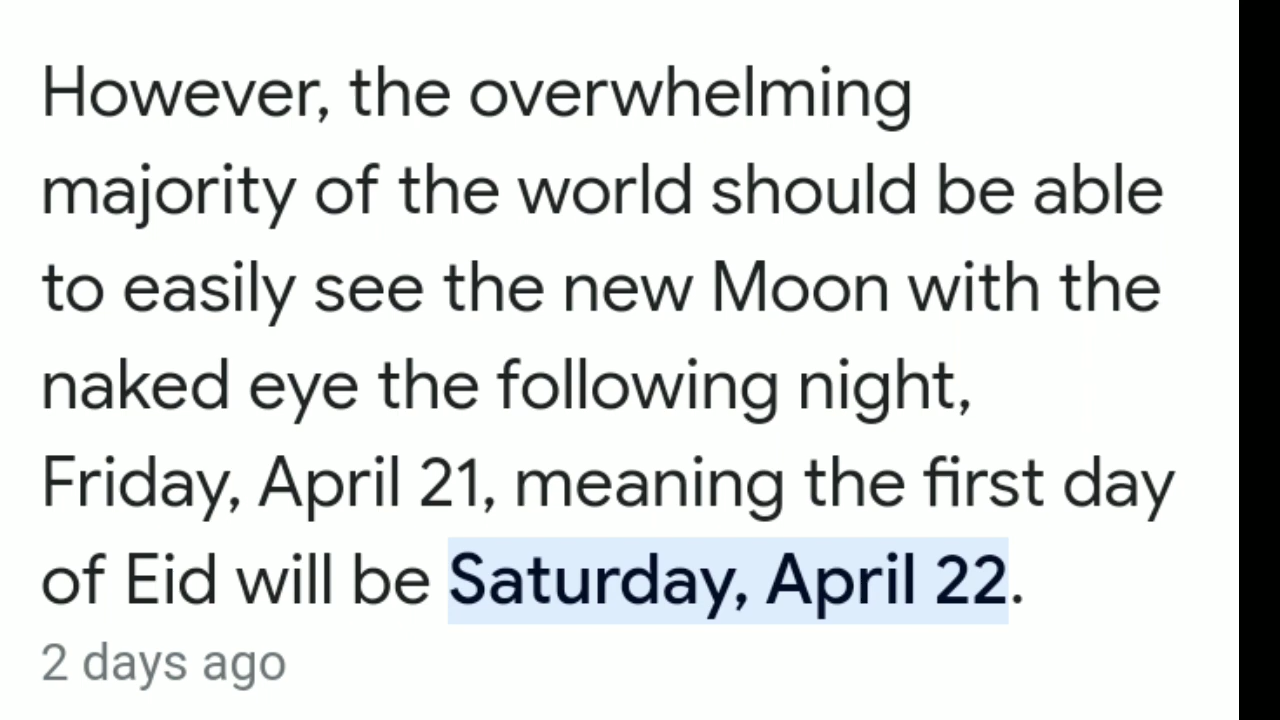 However, the overwhelming
majority of the world should be able
to easily see the new Moon with the
naked eye the following night,
Friday, April 21, meaning the first day
of Eid will be Saturday, April 22.
2 days ago